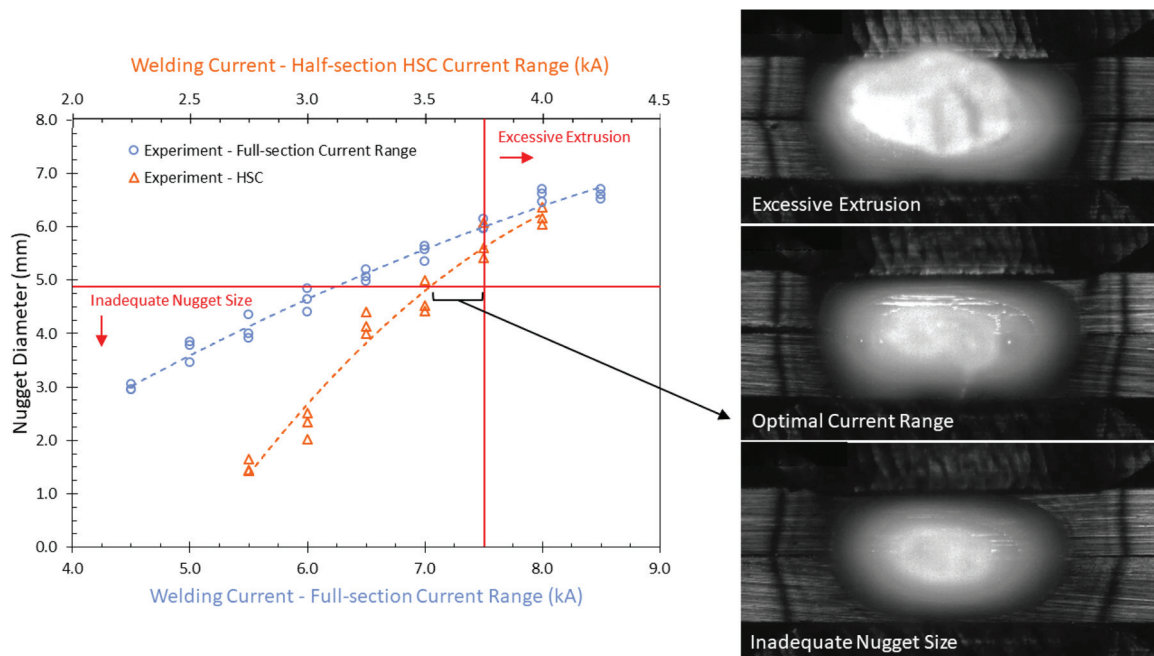 Welding Current - Half-section HSC Current Range (kA)
2.0 2.5 3.0 3.5 4.0 4.5
8.0
7.0
6.0
5.0
4.0
3.0
2.0
1.0
0.0
Nugget Diameter (mm)
Experiment - Full-section Current Range
Experiment - HSC
Excessive Extrusion
Inadequate Nugget Size
4.0 5.0 6.0 7.0 8.0 9.0
Welding Current - Full-section Current Range (kA)
Excessive Extrusion
Optimal Current Range
Inadequate Nugget Size